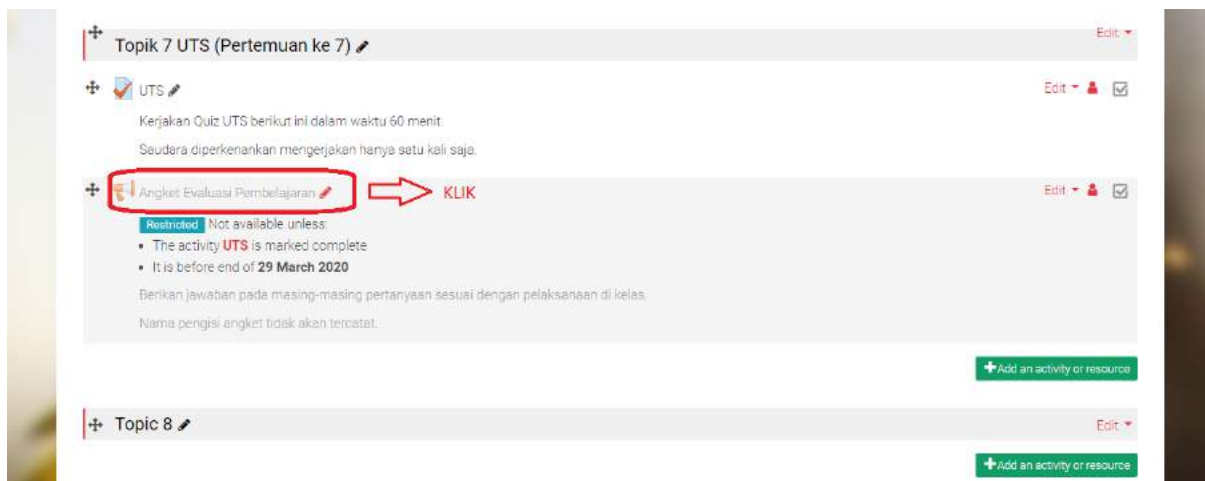 Topik 7 UTS (Pertemuan ke 7)
Edit
UTS
Edit
Kerjakan Quiz UTS berikut ini dalam waktu 60 menit.
Saudara diperkenankan mengerjakan hanya satu kali saja.
Angket Evaluasi Pembelajaran
KLIK
Edit
Restricted Not available unless:
The activity UTS is marked complete
It is before end of 29 March 2020
Berikan jawaban pada masing-masing pertanyaan sesuai dengan pelaksanaan di kelas.
Nama pengisi angket tidak akan tercatat.
+Add an activity or resource
Topic 8
Edit
+Add an activity or resource